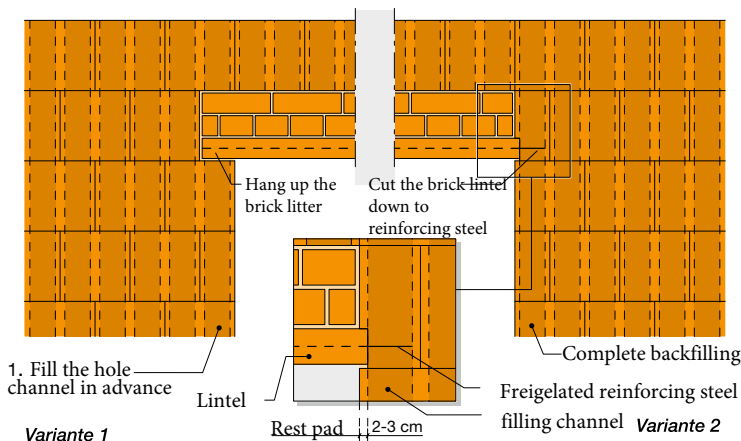 Hang up the
brick litter
Cut the brick lintel
down to
reinforcing steel
1. Fill the hole
channel in advance
Lintel
Complete backfilling
Freigelated reinforcing steel
filling channel
Rest pad
2-3 cm
Variante 1
Variante 2